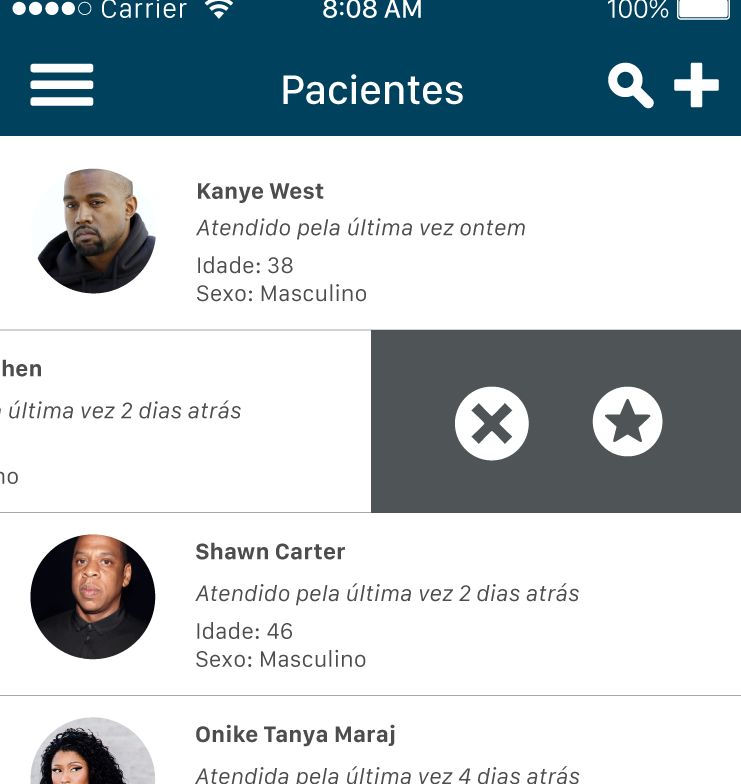 Carrier 8:08 AM 100%
Pacientes
Kanye West
Atendido pela última vez ontem
Idade: 38
Sexo: Masculino
hen
última vez 2 dias atrás
no
Shawn Carter
Atendido pela última vez 2 dias atrás
Idade: 46
Sexo: Masculino
Onike Tanya Maraj
Atendida pela última vez 4 dias atrás